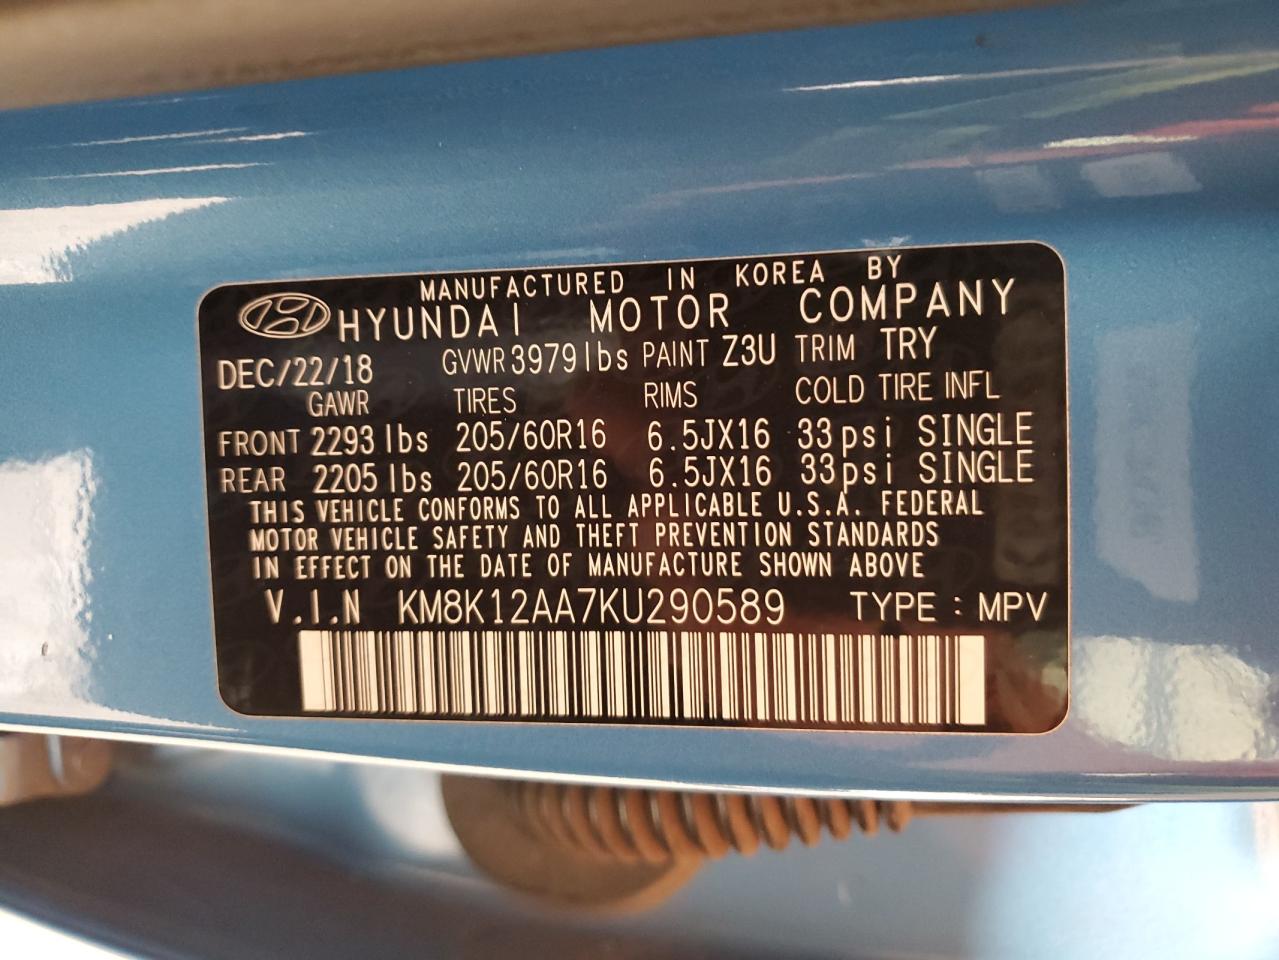 MANUFACTURED IN KOREA BY
HYUNDAI MOTOR COMPANY
DEC/22/18 GVWR 3979lbs PAINT Z3U TRIM TRY
GAWR TIRES RIMS COLD TIRE INFL
FRONT 2293 lbs 205/60R16 6.5JX16 33psi SINGLE
REAR 2205 lbs 205/60R16 6.5JX16 33psi SINGLE
THIS VEHICLE CONFORMS TO ALL APPLICABLE U.S.A. FEDERAL
MOTOR VEHICLE SAFETY AND THEFT PREVENTION STANDARDS
IN EFFECT ON THE DATE OF MANUFACTURE SHOWN ABOVE
V.I.N KM8K12AA7KU290589 TYPE : MPV